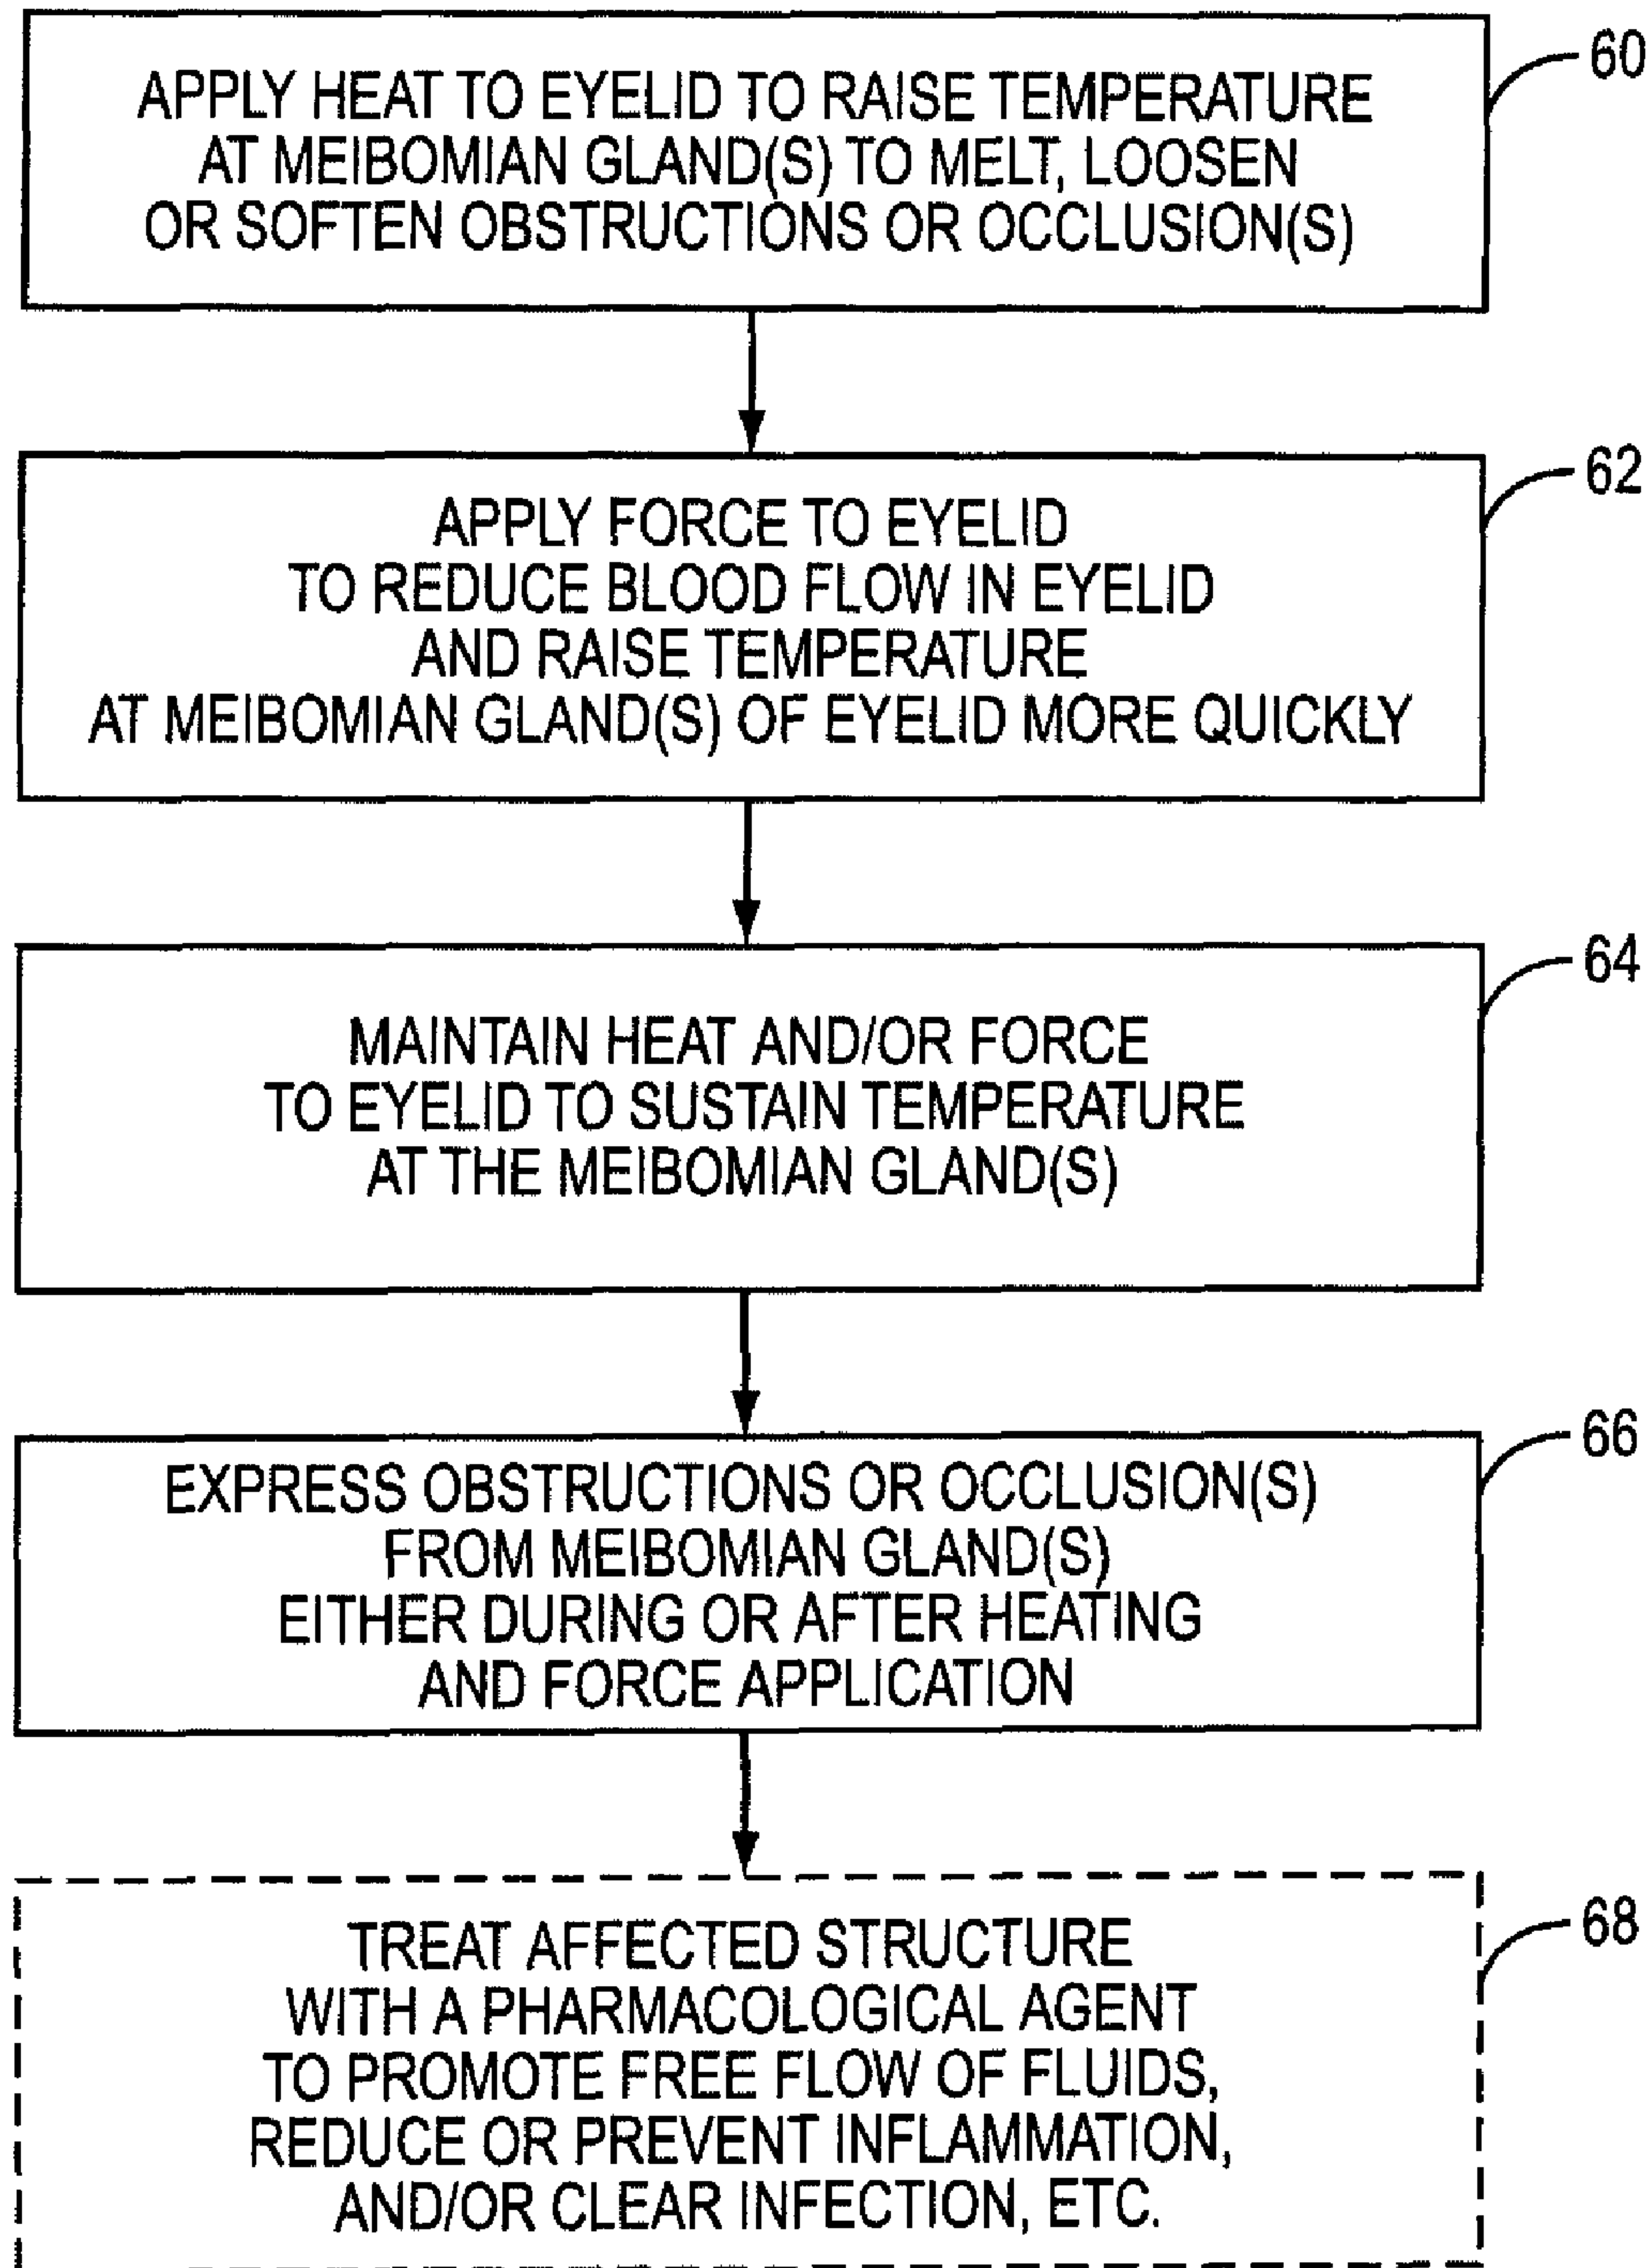 APPLY HEAT TO EYELID TO RAISE TEMPERATURE
AT MEIBOMIAN GLAND(S) TO MELT, LOOSEN
OR SOFTEN OBSTRUCTIONS OR OCCLUSION(S)
60
APPLY FORCE TO EYELID
TO REDUCE BLOOD FLOW IN EYELID
AND RAISE TEMPERATURE
AT MEIBOMIAN GLAND(S) OF EYELID MORE QUICKLY
62
MAINTAIN HEAT AND/OR FORCE
TO EYELID TO SUSTAIN TEMPERATURE
AT THE MEIBOMIAN GLAND(S)
64
EXPRESS OBSTRUCTIONS OR OCCLUSION(S)
FROM MEIBOMIAN GLAND(S)
EITHER DURING OR AFTER HEATING
AND FORCE APPLICATION
66
TREAT AFFECTED STRUCTURE
WITH A PHARMACOLOGICAL AGENT
TO PROMOTE FREE FLOW OF FLUIDS,
REDUCE OR PREVENT INFLAMMATION,
AND/OR CLEAR INFECTION, ETC.
68